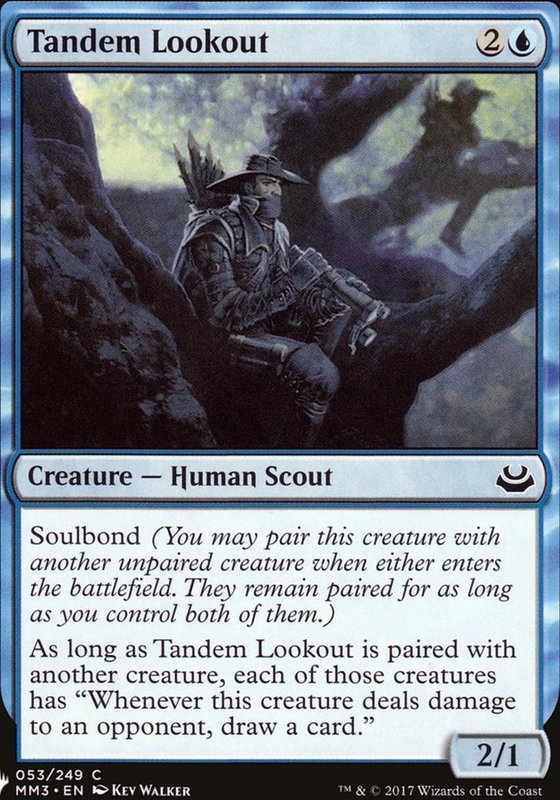 Tandem Lookout 2
Creature — Human Scout
Soulbond (You may pair this creature with
another unpaired creature when either enters
the battlefield. They remain paired for as long
as you control both of them.)
As long as Tandem Lookout is paired with
another creature, each of those creatures
has “Whenever this creature deals damage
to an opponent, draw a card.”
2/1
053/249 C
MM3 • EN Kev Walker
™ & © 2017 Wizards of the Coast